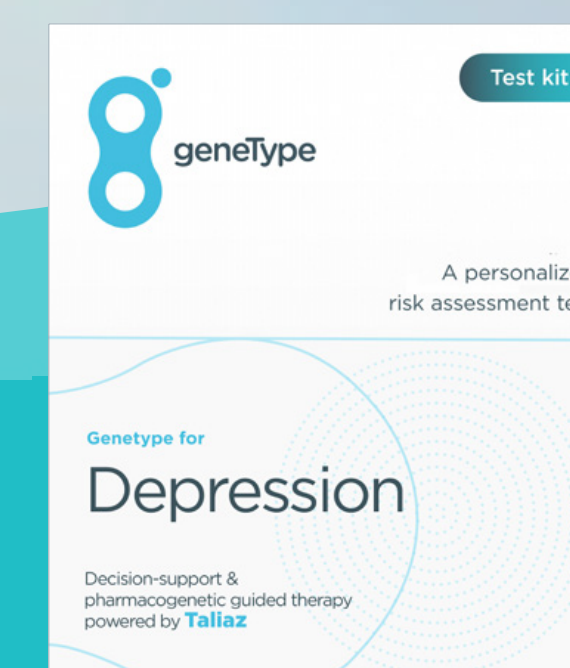 Test kit
geneType
A personaliz
risk assessment te
Genetype for
Depression
Decision-support &
pharmacogenetic guided therapy
powered by Taliaz